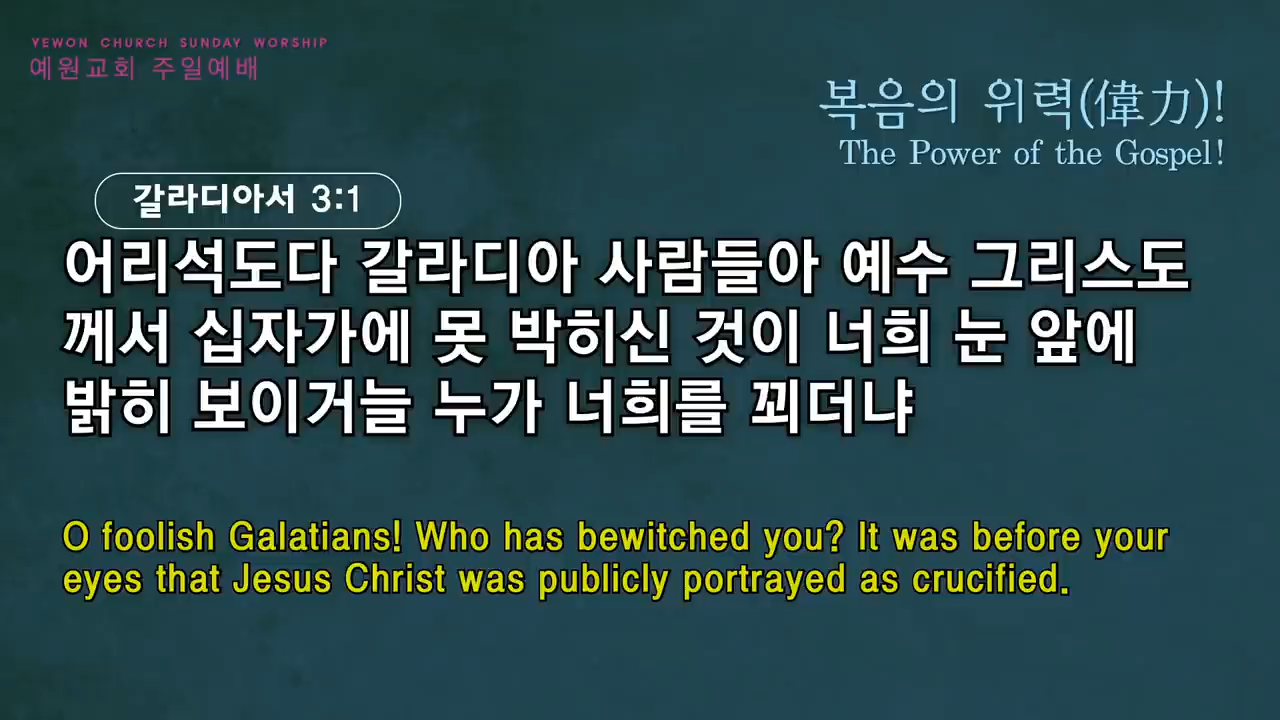 YEWON CHURCH SUNDAY WORSHIP
예원교회 주일예배
복음의 위력(偉力)!
The Power of the Gospel!
갈라디아서 3:1
어리석도다 갈라디아 사람들아 예수 그리스도
께서 십자가에 못 박히신 것이 너희 눈 앞에
밝히 보이거늘 누가 너희를 꾀더냐
O foolish Galatians! Who has bewitched you? It was before your
eyes that Jesus Christ was publicly portrayed as crucified.